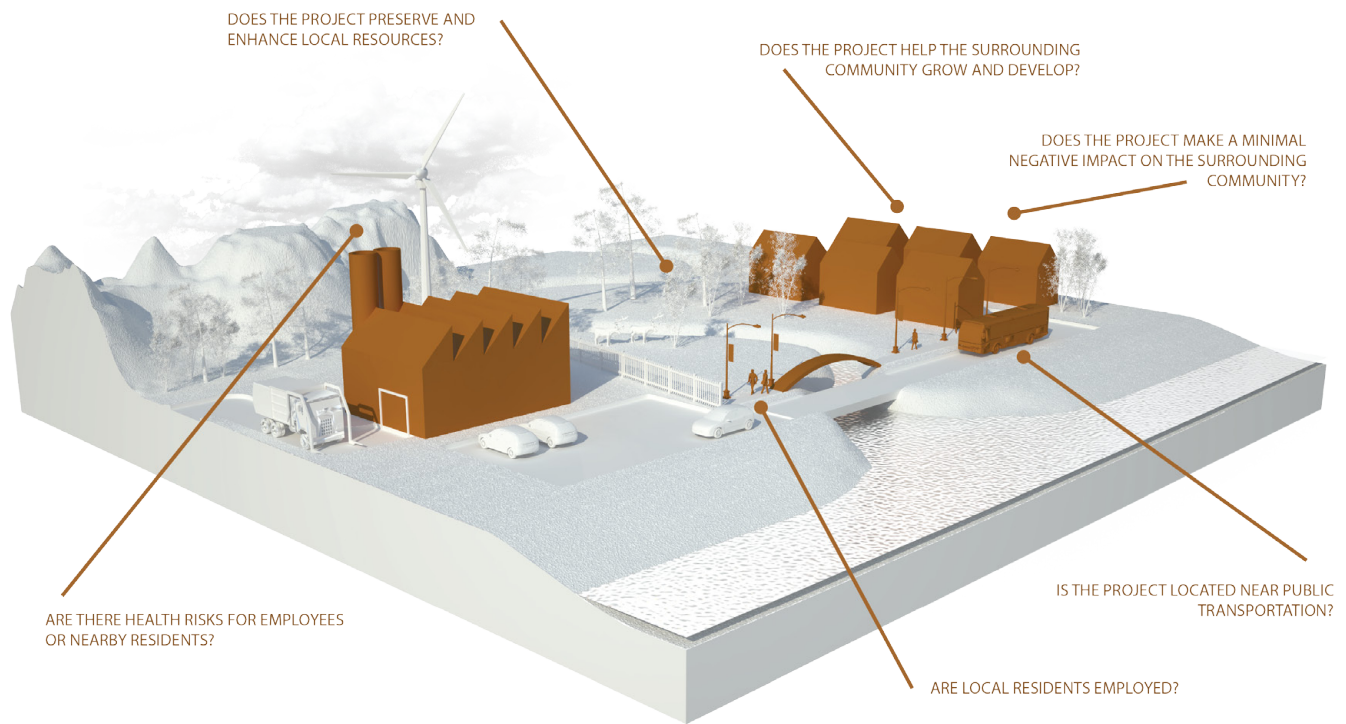 DOES THE PROJECT PRESERVE AND
ENHANCE LOCAL RESOURCES?
DOES THE PROJECT HELP THE SURROUNDING
COMMUNITY GROW AND DEVELOP?
DOES THE PROJECT MAKE A MINIMAL
NEGATIVE IMPACT ON THE SURROUNDING
COMMUNITY?
IS THE PROJECT LOCATED NEAR PUBLIC
TRANSPORTATION?
ARE THERE HEALTH RISKS FOR EMPLOYEES
OR NEARBY RESIDENTS?
ARE LOCAL RESIDENTS EMPLOYED?